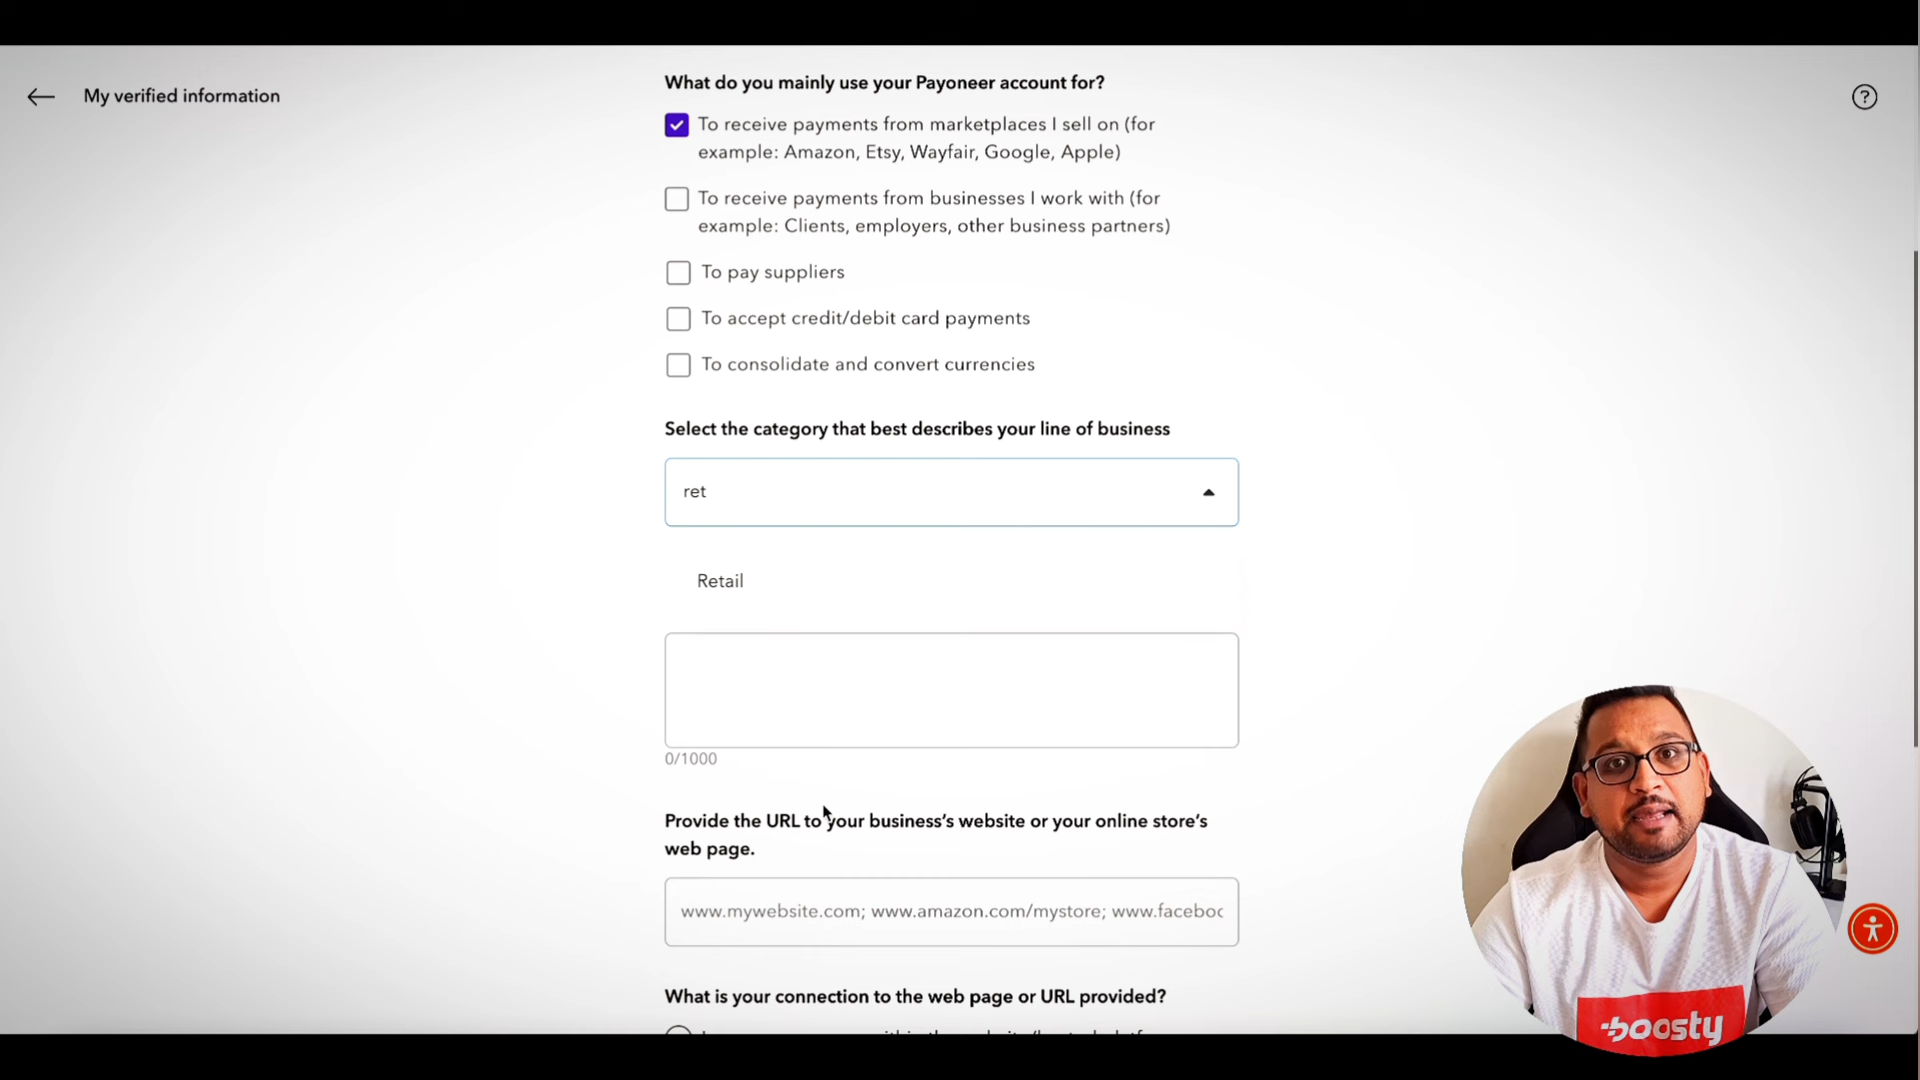 My verified information
What do you mainly use your Payoneer account for?
To receive payments from marketplaces I sell on (for
example: Amazon, Etsy, Wayfair, Google, Apple)
To receive payments from businesses I work with (for
example: Clients, employers, other business partners)
To pay suppliers
To accept credit/debit card payments
To consolidate and convert currencies
Select the category that best describes your line of business
ret
Retail
0/1000
Provide the URL to your business's website or your online store's
web page.
www.mywebsite.com; www.amazon.com/mystore; www.faceboo
What is your connection to the web page or URL provided?
boosty